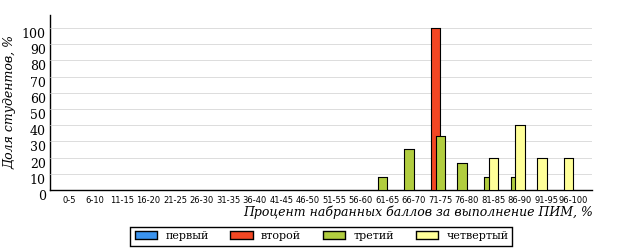 Доля студентов, %
100
90
80
70
60
50
40
30
20
10
0
0-5 6-10 11-15 16-20 21-25 26-30 31-35 36-40 41-45 46-50 51-55 56-60 61-65 66-70 71-75 76-80 81-85 86-90 91-95 96-100
Процент набранных баллов за выполнение ПИМ, %
первый второй третий четвертый